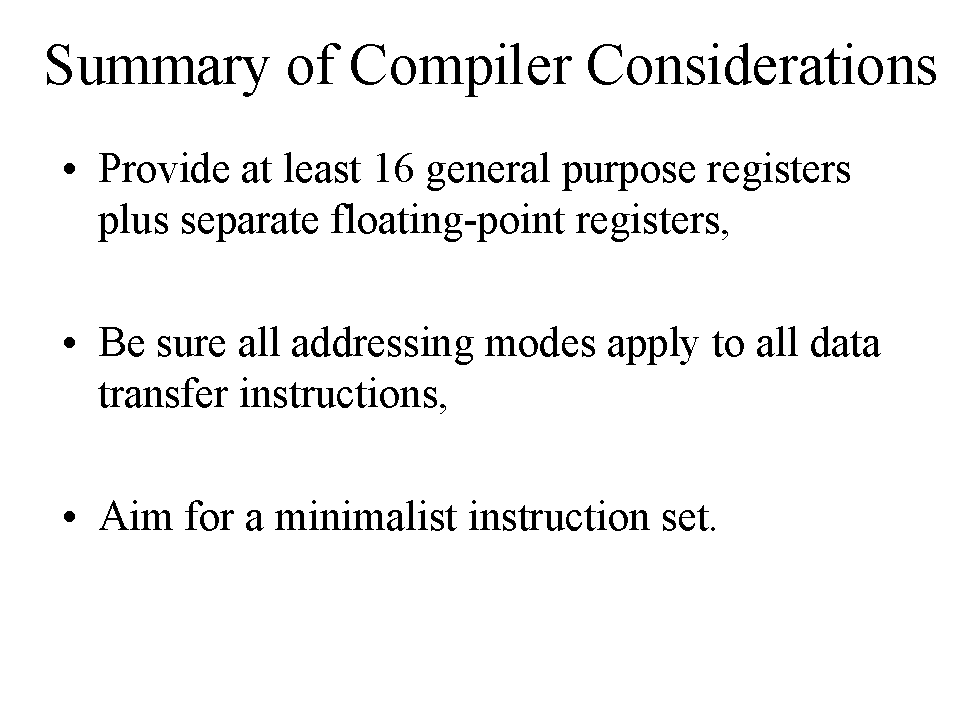 Summary of Compiler Considerations
• Provide at least 16 general purpose registers
plus separate floating-point registers,
• Be sure all addressing modes apply to all data
transfer instructions,
• Aim for a minimalist instruction set.